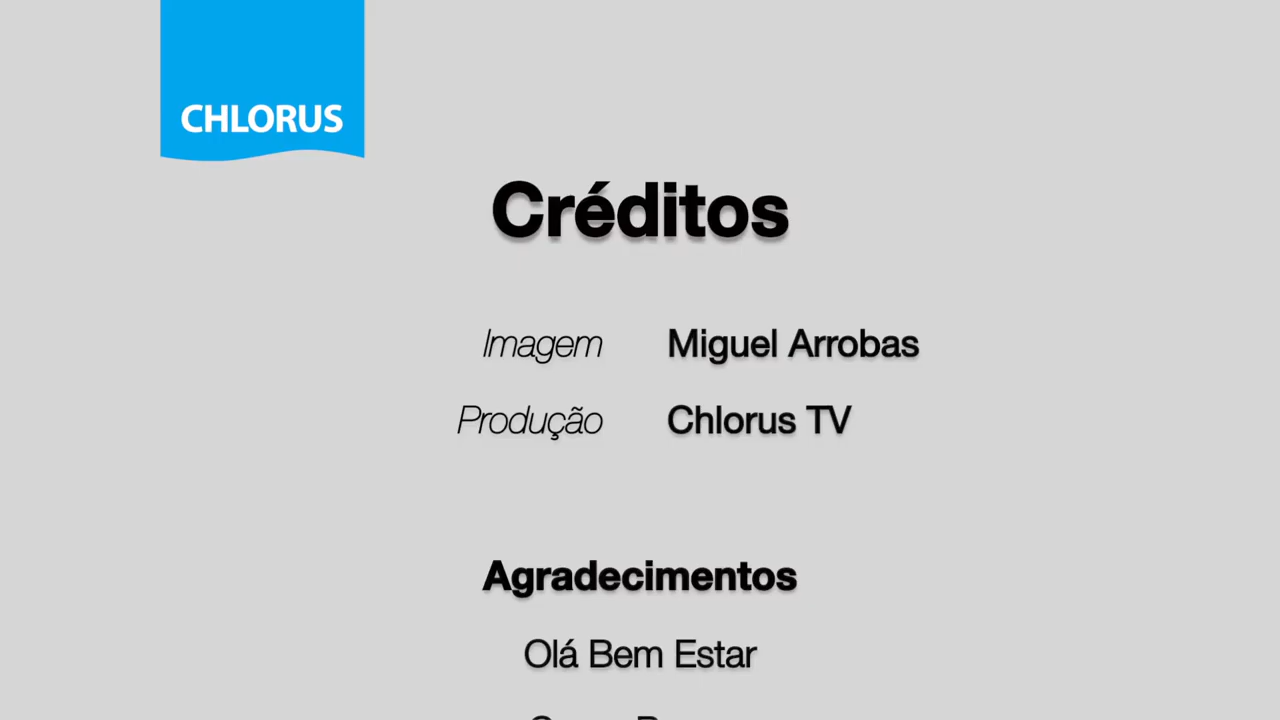 CHLORUS
Créditos
Imagem Miguel Arrobas
Produção Chlorus TV
Agradecimentos
Olá Bem Estar